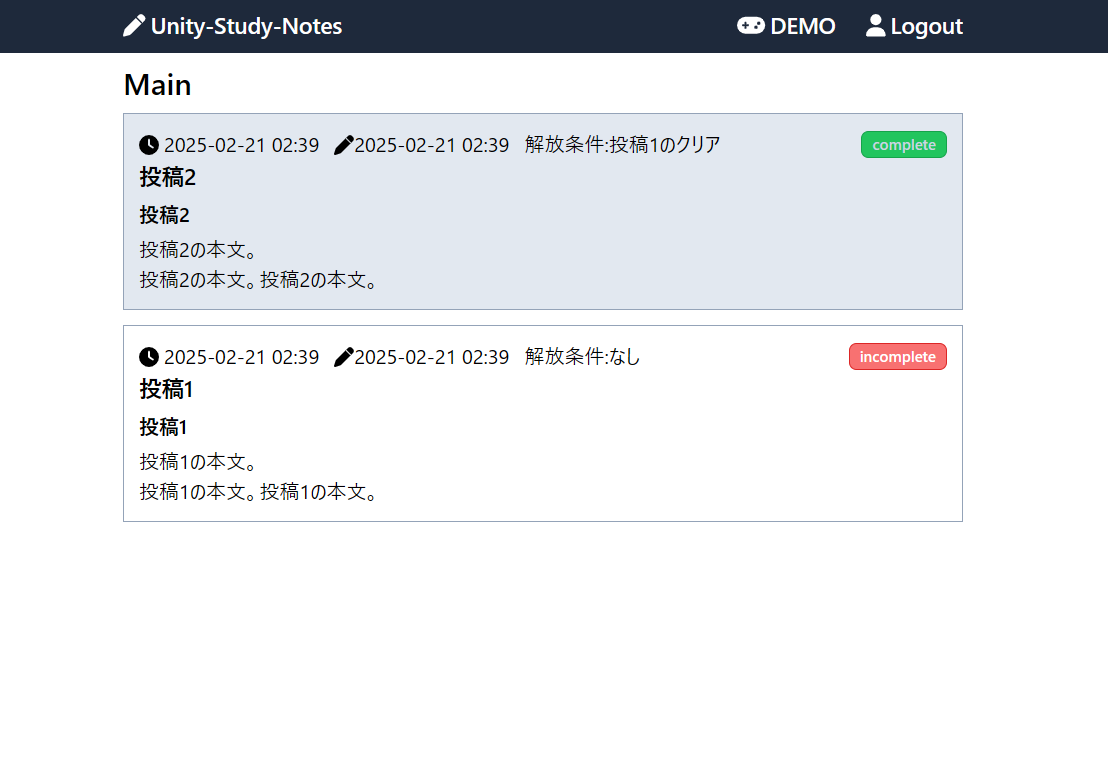 Unity-Study-Notes DEMO Logout
Main
2025-02-21 02:39 2025-02-21 02:39 解放条件:投稿1のクリア complete
投稿2
投稿2
投稿2の本文。
投稿2の本文。投稿2の本文。
2025-02-21 02:39 2025-02-21 02:39 解放条件:なし incomplete
投稿1
投稿1
投稿1の本文。
投稿1の本文。投稿1の本文。